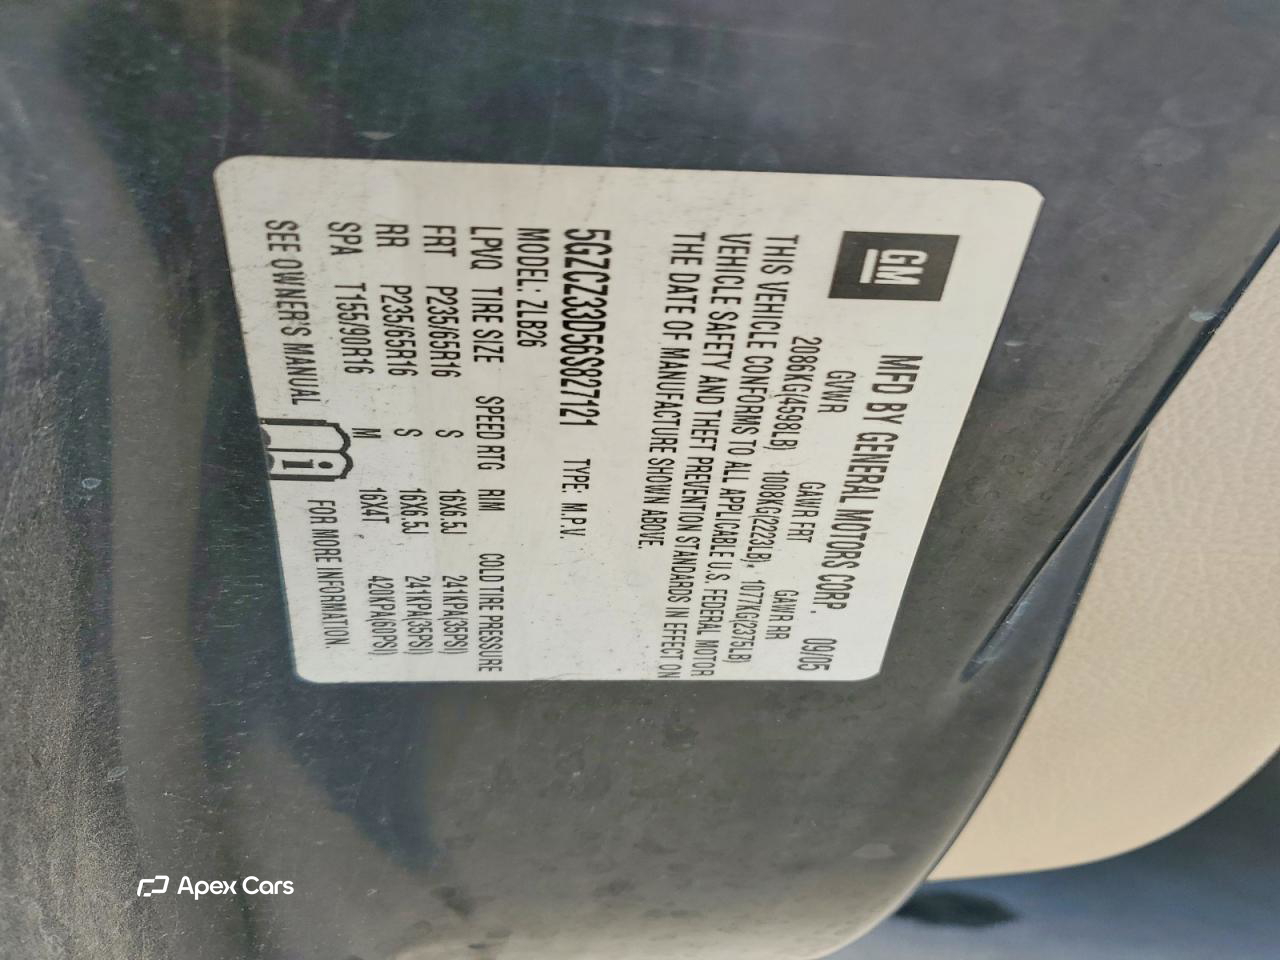 GM
MFD BY GENERAL MOTORS CORP. 09/05
GVWR GAWR FRT GAWR RR
2086KG(4598LB) 1008KG(2223LB) 1077KG(2375LB)
THIS VEHICLE CONFORMS TO ALL APPLICABLE U.S. FEDERAL MOTOR
VEHICLE SAFETY AND THEFT PREVENTION STANDARDS IN EFFECT ON
THE DATE OF MANUFACTURE SHOWN ABOVE.
5GZCZ33D56S827121 TYPE: M.P.V.
MODEL: ZLB26
LPVQ TIRE SIZE SPEED RTG RIM COLD TIRE PRESSURE
FRT P235/65R16 S 16X6.5J 241KPA(35PSI)
RR P235/65R16 S 16X6.5J 241KPA(35PSI)
SPA T155/90R16 M 16X4T 420KPA(60PSI)
SEE OWNER'S MANUAL i FOR MORE INFORMATION.
Apex Cars